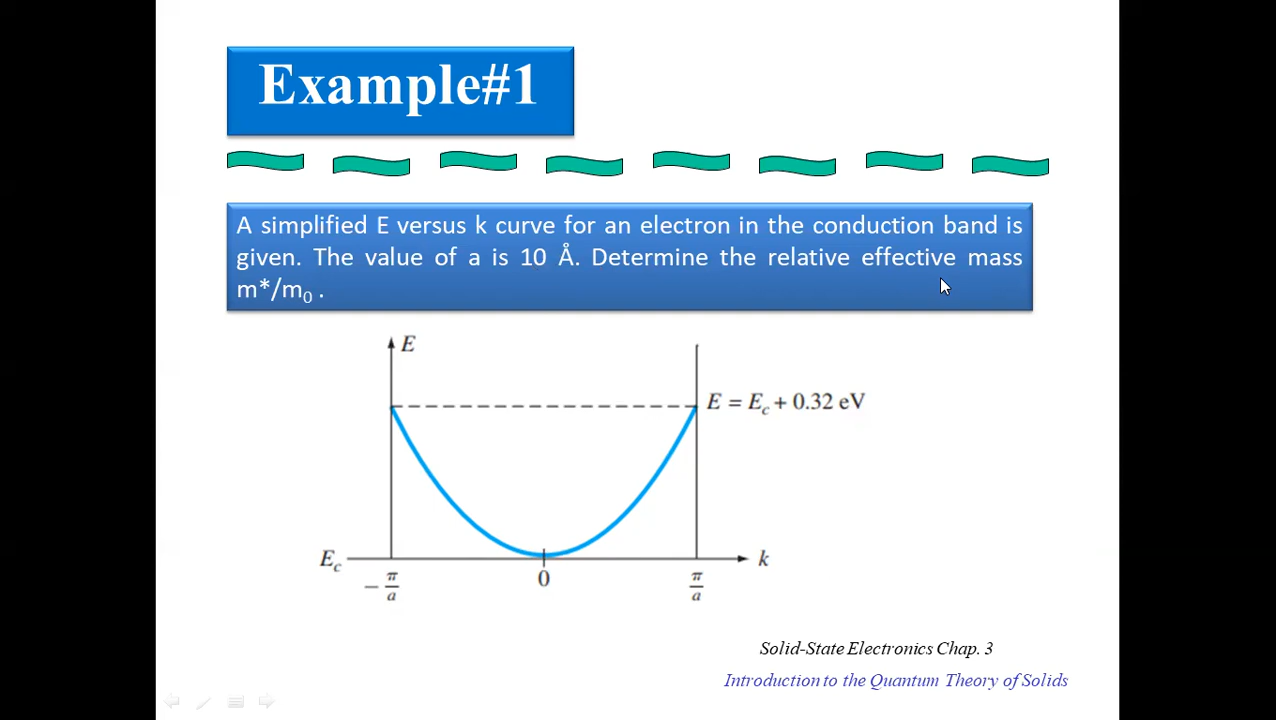 Example#1
A simplified E versus k curve for an electron in the conduction band is
given. The value of a is 10 Å. Determine the relative effective mass
m*/m₀ .
E
E = E_c + 0.32 eV
E_c
k
− π/a
0
π/a
Solid-State Electronics Chap. 3
Introduction to the Quantum Theory of Solids